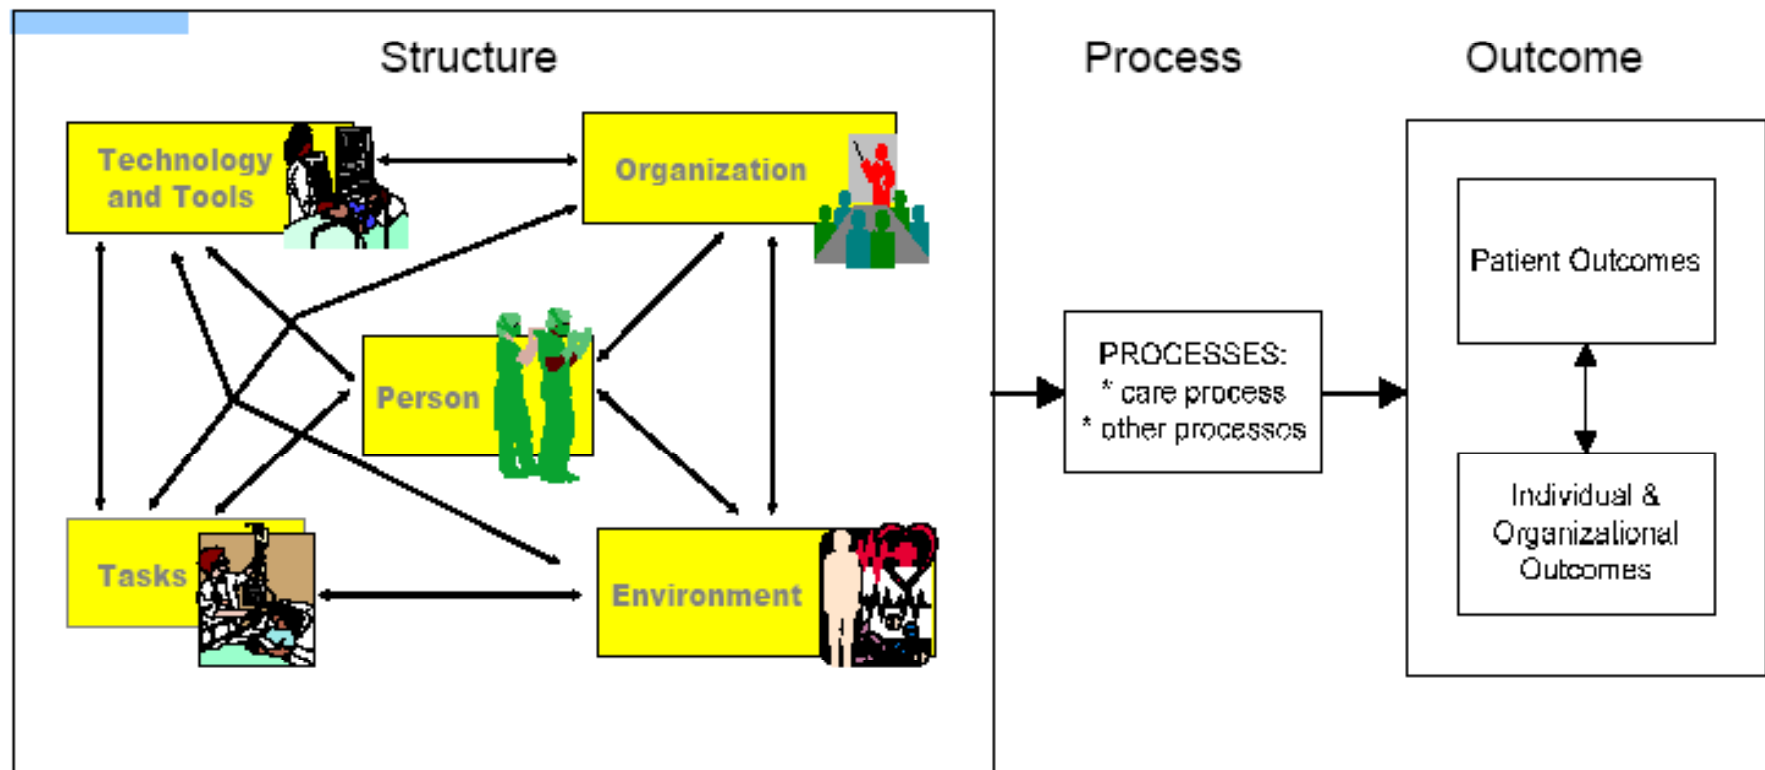 Structure
Process
Outcome
Technology
and Tools
Organization
Person
Tasks
Environment
PROCESSES:
* care process
* other processes
Patient Outcomes
Individual &
Organizational
Outcomes